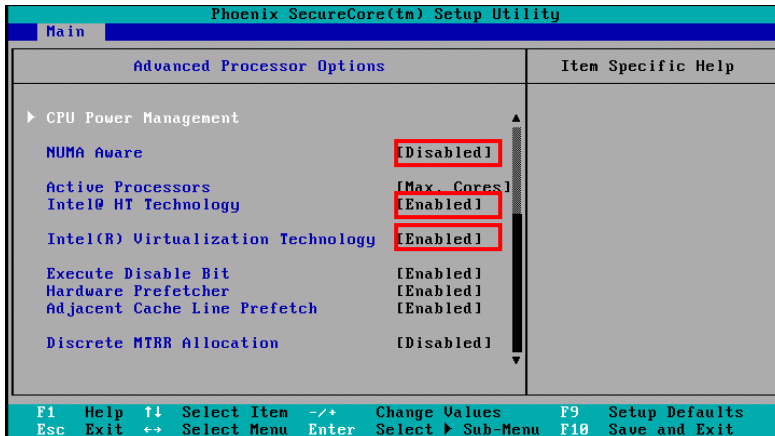 Phoenix SecureCore(tm) Setup Utility
Main
Advanced Processor Options
Item Specific Help
CPU Power Management
NUMA Aware [Disabled]
Active Processors [Max. Cores]
Intel@ HT Technology [Enabled]
Intel(R) Virtualization Technology [Enabled]
Execute Disable Bit [Enabled]
Hardware Prefetcher [Enabled]
Adjacent Cache Line Prefetch [Enabled]
Discrete MTRR Allocation [Disabled]
F1 Help ↑↓ Select Item -/+ Change Values F9 Setup Defaults
Esc Exit ↔ Select Menu Enter Select ▶ Sub-Menu F10 Save and Exit